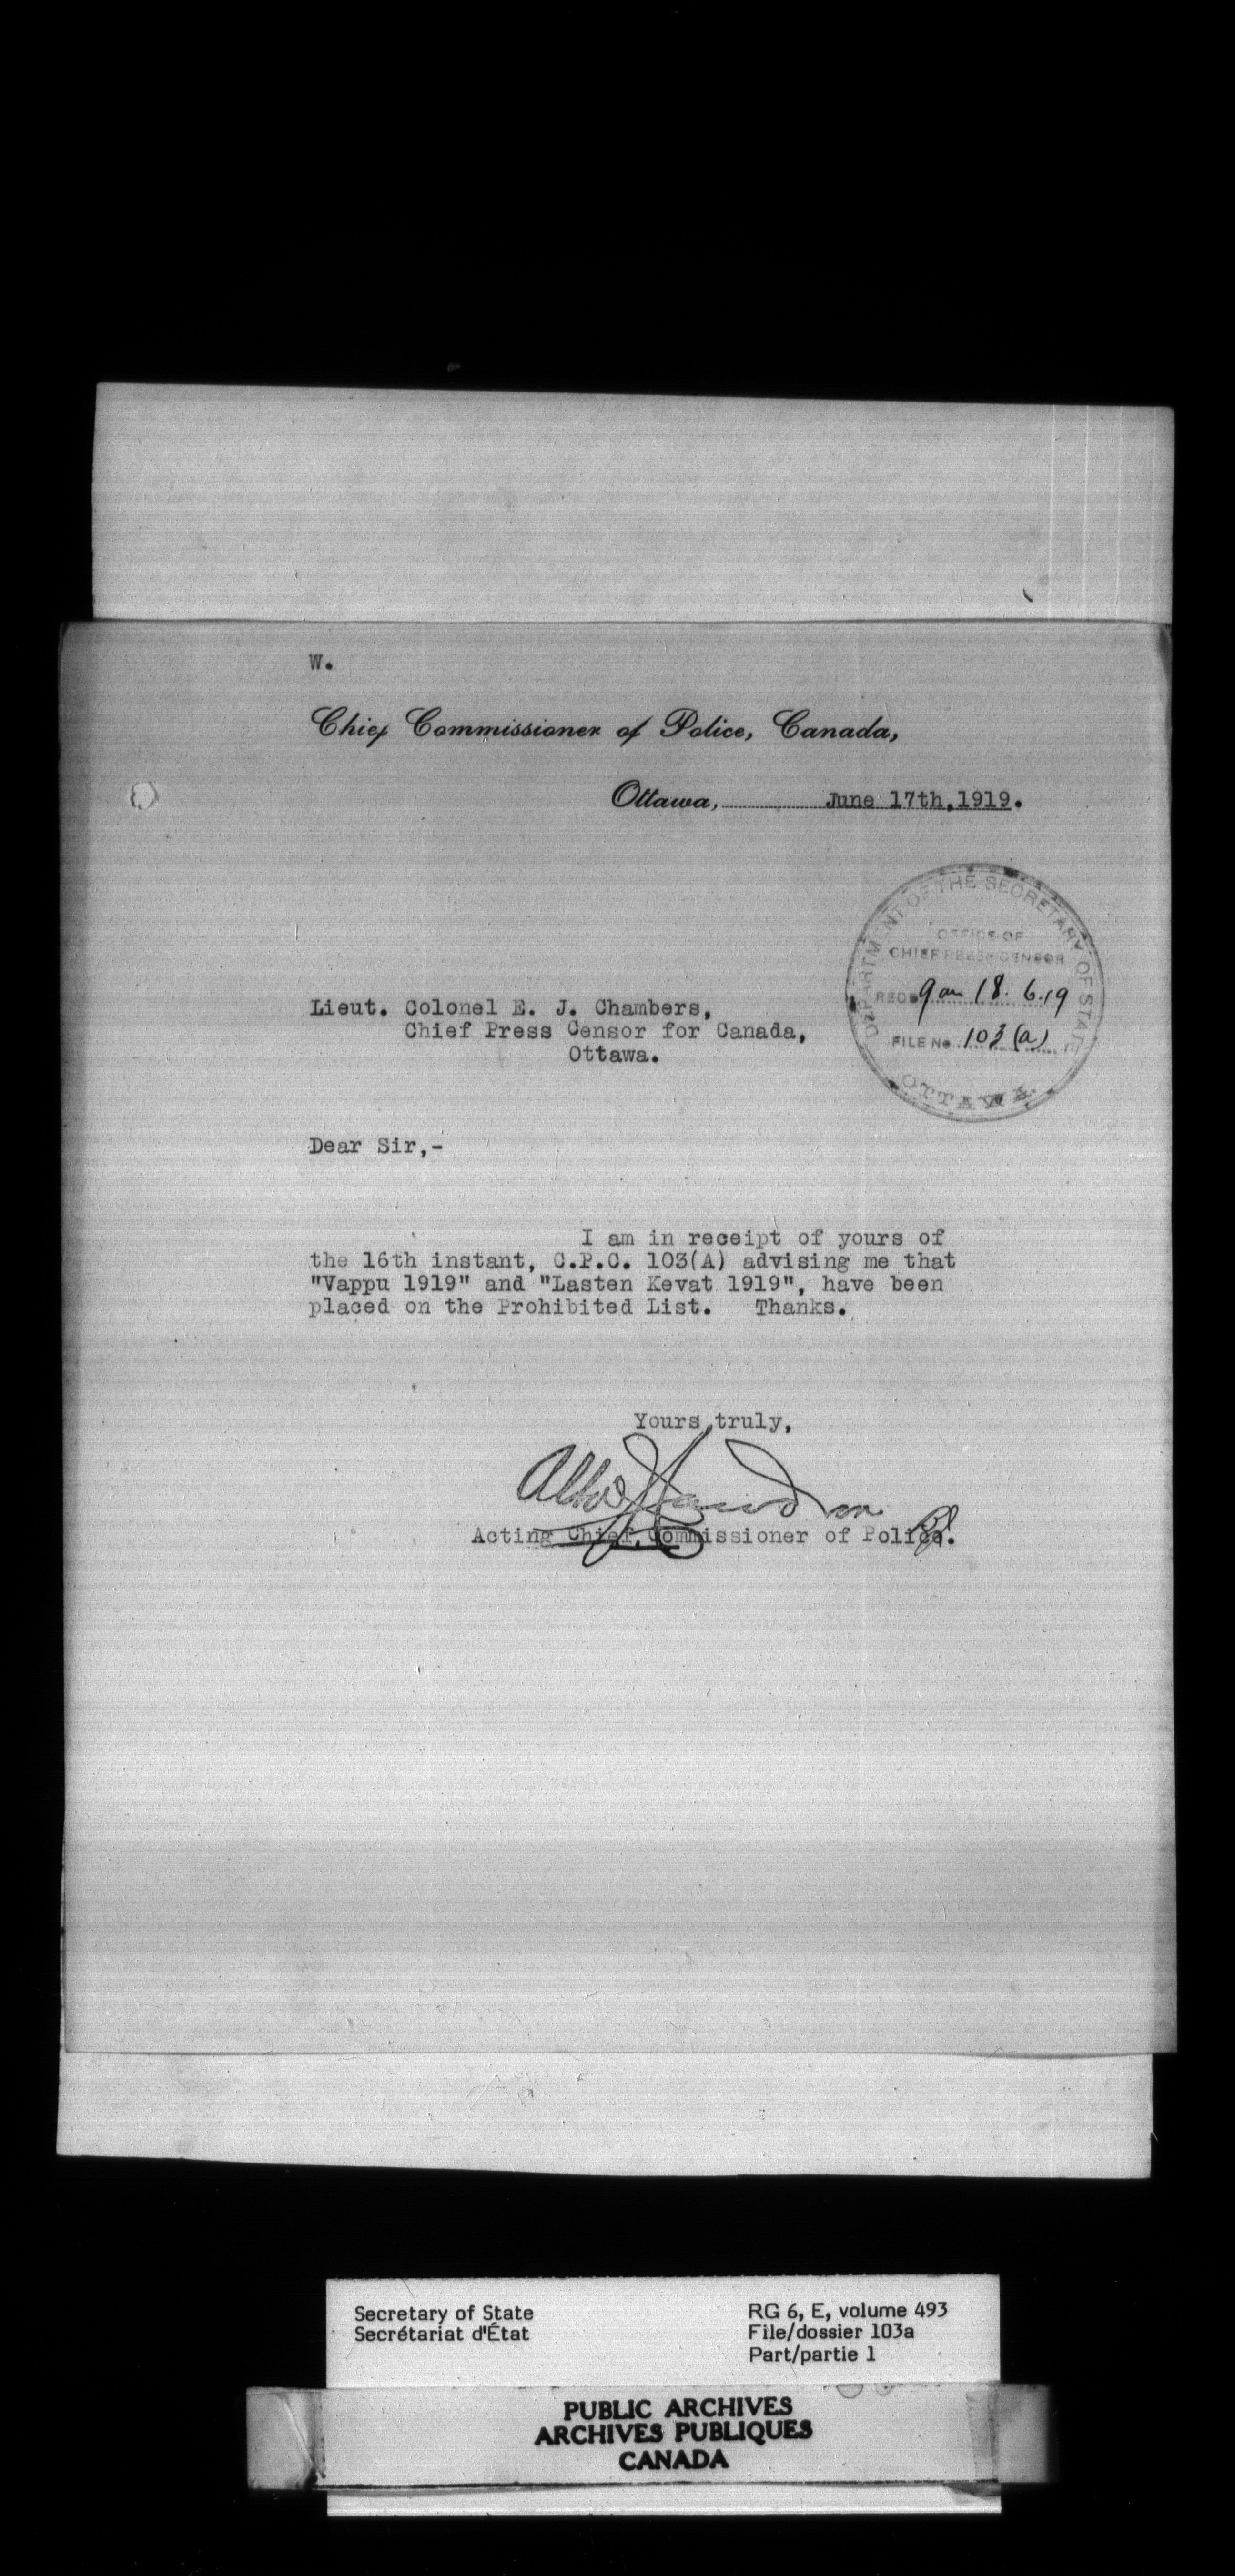 W.
Chief Commissioner of Police, Canada,
Ottawa, June 17th, 1919.
DEPARTMENT OF THE SECRETARY OF STATE
OFFICE OF
CHIEF PRESS CENSOR
RECD 9 am 18. 6. 19
FILE No. 103 (a)
OTTAWA.
Lieut. Colonel E. J. Chambers,
Chief Press Censor for Canada,
Ottawa.
Dear Sir,-
I am in receipt of yours of
the 16th instant, C.P.C. 103(A) advising me that
"Vappu 1919" and "Lasten Kevat 1919", have been
placed on the Prohibited List. Thanks.
Yours truly,
Acting Chief Commissioner of Police.
Secretary of State
Secrétariat d'État
RG 6, E, volume 493
File/dossier 103a
Part/partie 1
PUBLIC ARCHIVES
ARCHIVES PUBLIQUES
CANADA